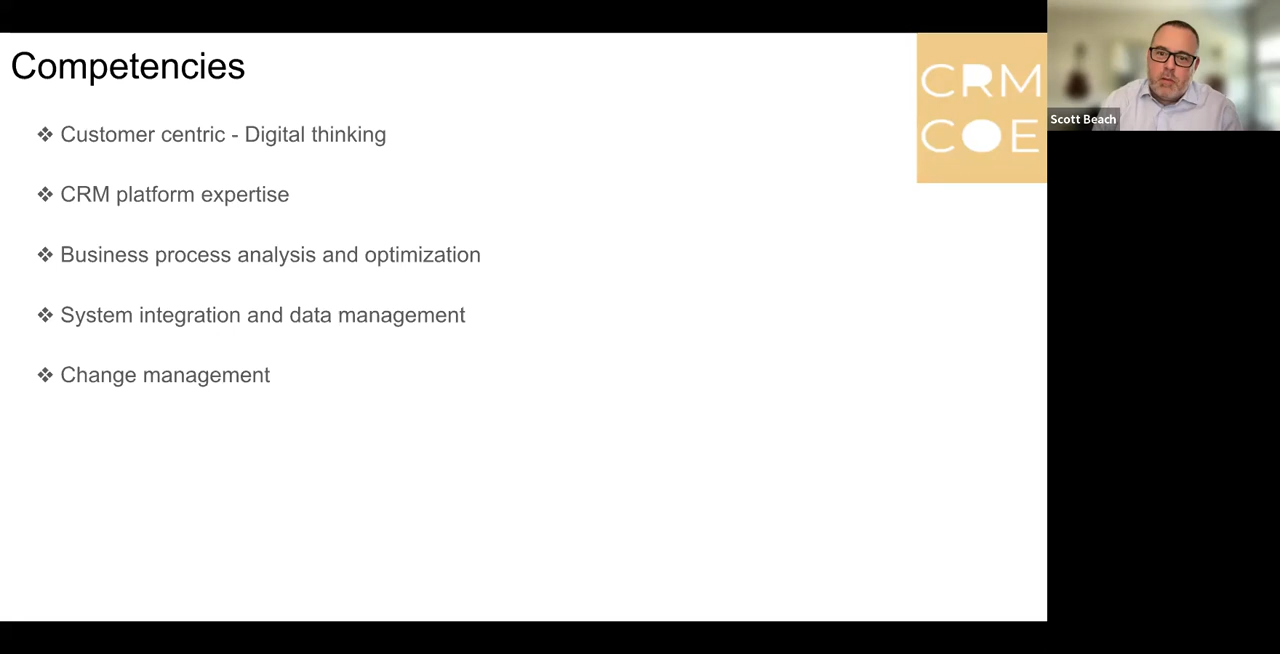 Competencies
❖ Customer centric - Digital thinking
❖ CRM platform expertise
❖ Business process analysis and optimization
❖ System integration and data management
❖ Change management
CRM
COE
Scott Beach